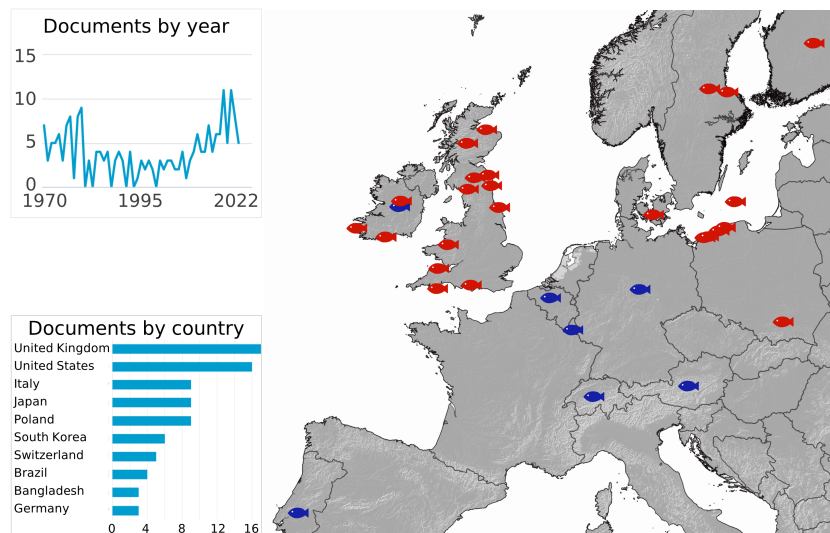 Documents by year
15
10
5
0
1970 1995 2022
Documents by country
United Kingdom
United States
Italy
Japan
Poland
South Korea
Switzerland
Brazil
Bangladesh
Germany
0 4 8 12 16